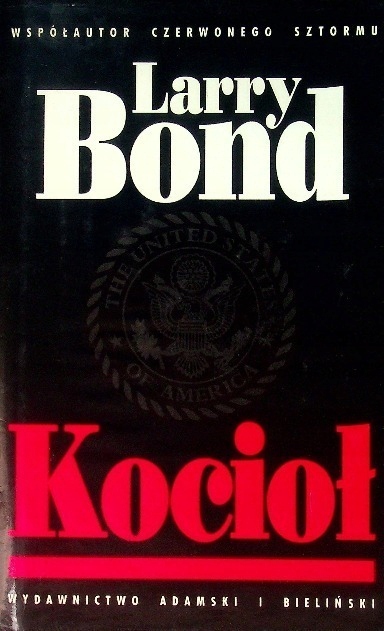 WSPÓŁAUTOR CZERWONEGO SZTORMU
Larry
Bond
THE UNITED STATES
OF AMERICA
Kocioł
WYDAWNICTWO ADAMSKI I BIELIŃSKI